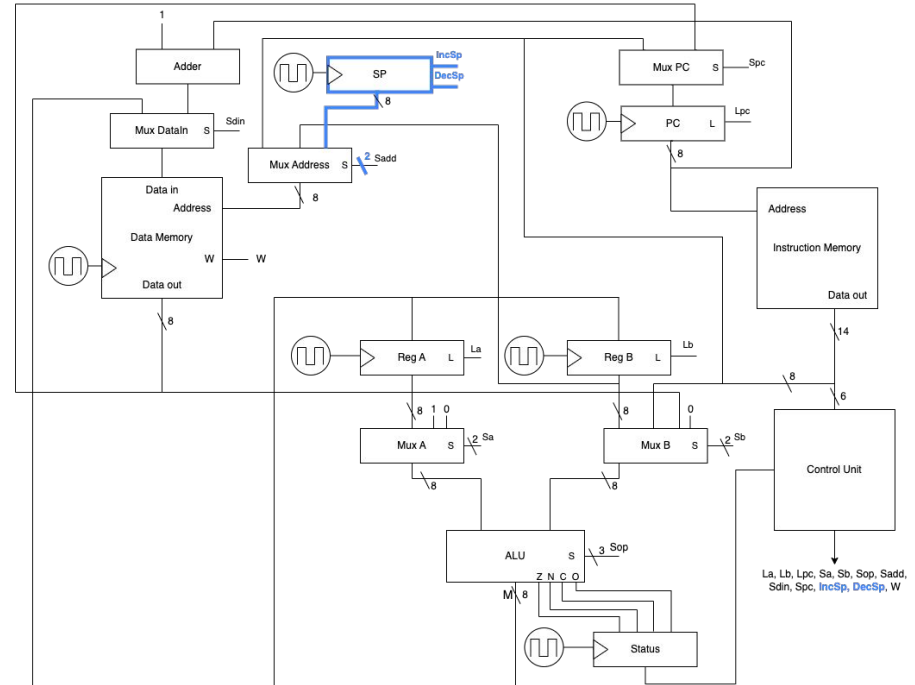 1
Adder
IncSp
SP
DecSp
8
Mux PC S Spc
PC L Lpc
8
Sdin
Mux DataIn S
2
Mux Address S Sadd
8
Data in
Address
Data Memory
W W
Data out
8
Address
Instruction Memory
Data out
14
La
Reg A L
Lb
Reg B L
8
6
8 1 0
8 0
Mux A S 2 Sa
Mux B S 2 Sb
8
8
Control Unit
ALU S 3 Sop
Z N C O
M 8
La, Lb, Lpc, Sa, Sb, Sop, Sadd,
Sdin, Spc, IncSp, DecSp, W
Status